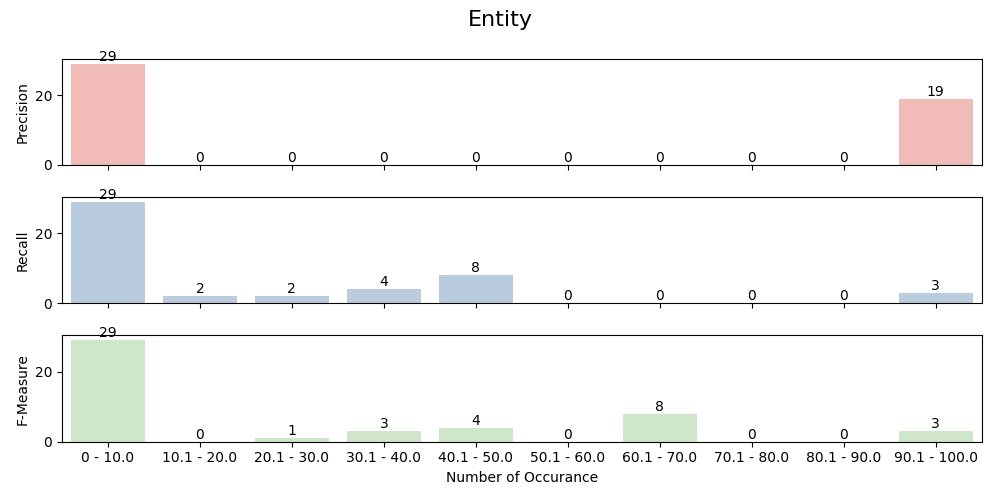 Entity
29 0 0 0 0 0 0 0 0 19
20
0
Precision
29 2 2 4 8 0 0 0 0 3
20
0
Recall
29 0 1 3 4 0 8 0 0 3
20
0
F-Measure
0 - 10.0 10.1 - 20.0 20.1 - 30.0 30.1 - 40.0 40.1 - 50.0 50.1 - 60.0 60.1 - 70.0 70.1 - 80.0 80.1 - 90.0 90.1 - 100.0
Number of Occurance